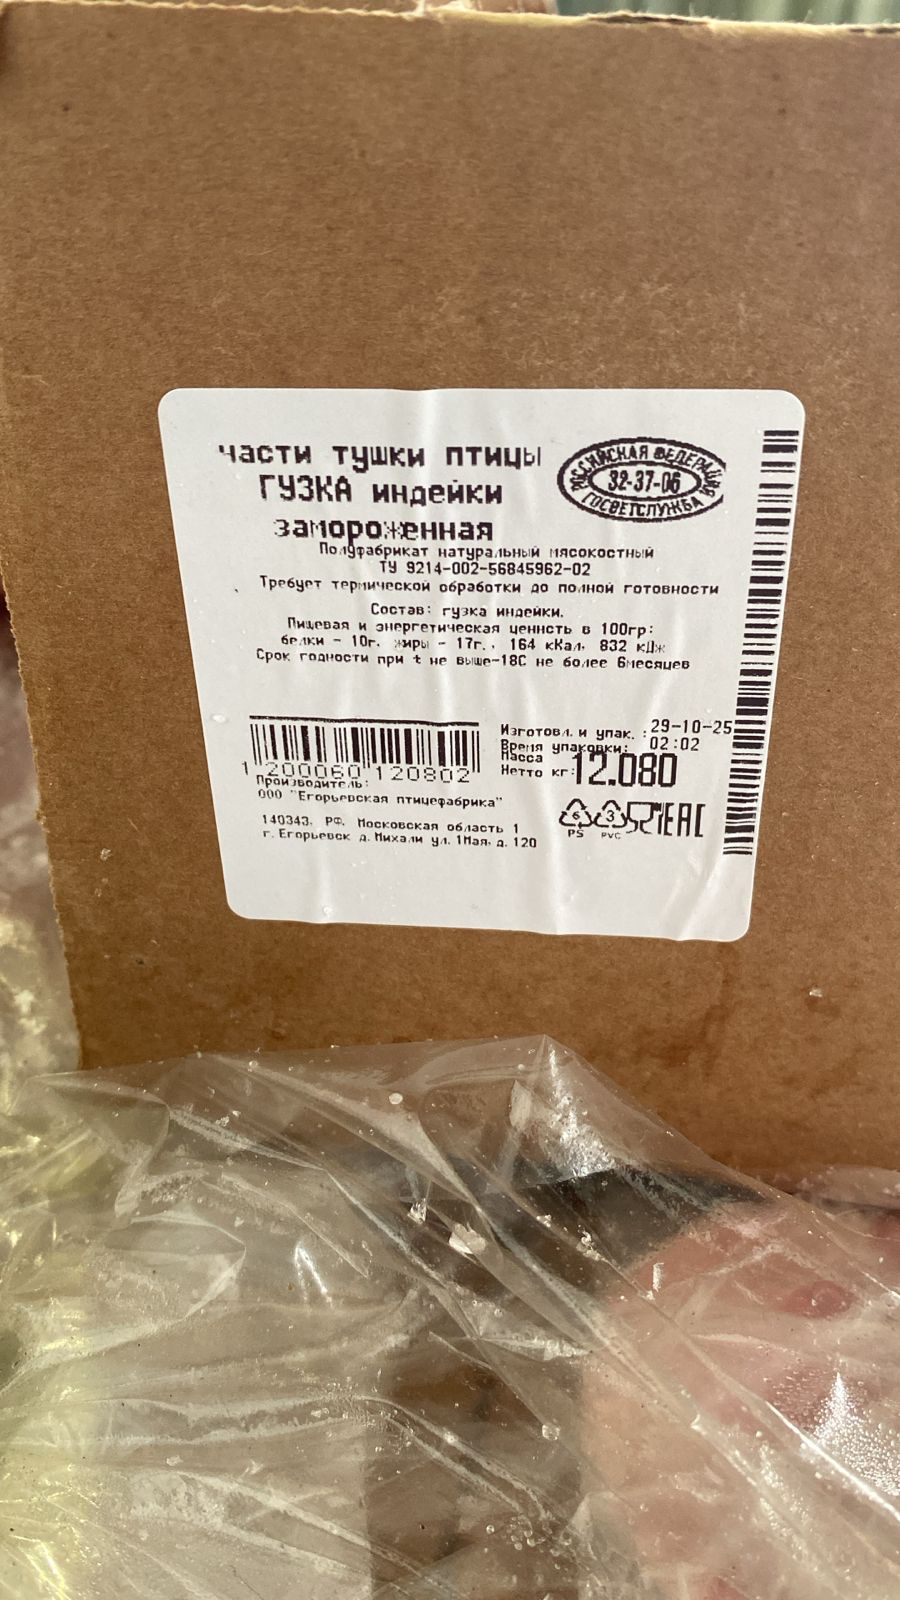 части тушки птицы
ГУЗКА индейки
замороженная
РОССИЙСКАЯ ФЕДЕРАЦИЯ
32-37-06
ГОСВЕТСЛУЖБА
Полуфабрикат натуральный мясокостный
ТУ 9214-002-56845962-02
Требует термической обработки до полной готовности
Состав: гузка индейки.
Пищевая и энергетическая ценнсть в 100гр:
белки - 10г. жиры - 17г., 164 кКал, 832 кДж
Срок годности при t не выше-18С не более 6месяцев
1 200060 120802
Изготовл. и упак. : 29-10-25
Время упаковки: 02:02
Масса
Нетто кг: 12.080
Производитель:
ООО "Егорьевская птицефабрика"
140343, РФ. Московская область 1
г. Егорьевск д. Михали ул. 1Мая, д. 120
6 3 EAC
PS PVC